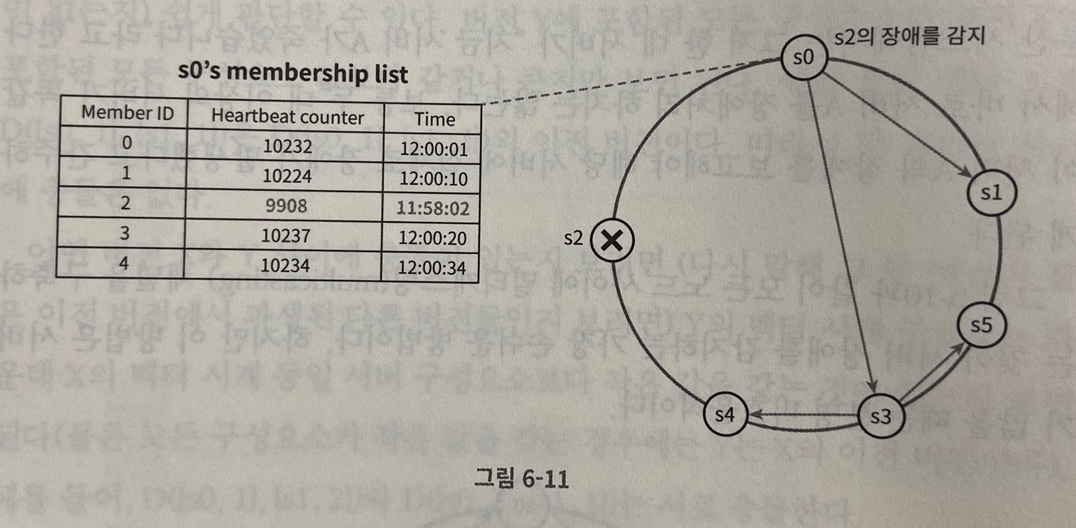 s2의 장애를 감지
s0's membership list
Member ID Heartbeat counter Time
0 10232 12:00:01
1 10224 12:00:10
2 9908 11:58:02
3 10237 12:00:20
4 10234 12:00:34
s0
s1
s2
s5
s4
s3
그림 6-11